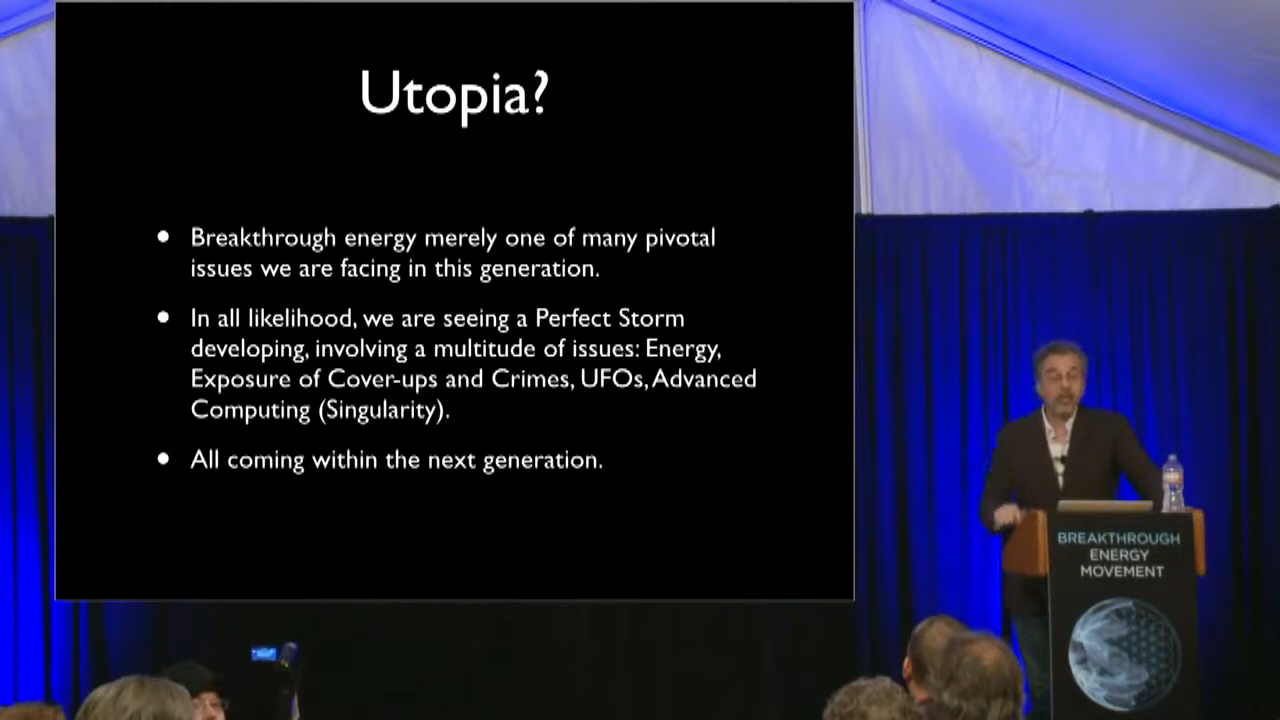 Utopia?
• Breakthrough energy merely one of many pivotal
issues we are facing in this generation.
• In all likelihood, we are seeing a Perfect Storm
developing, involving a multitude of issues: Energy,
Exposure of Cover-ups and Crimes, UFOs, Advanced
Computing (Singularity).
• All coming within the next generation.
BREAKTHROUGH
ENERGY
MOVEMENT